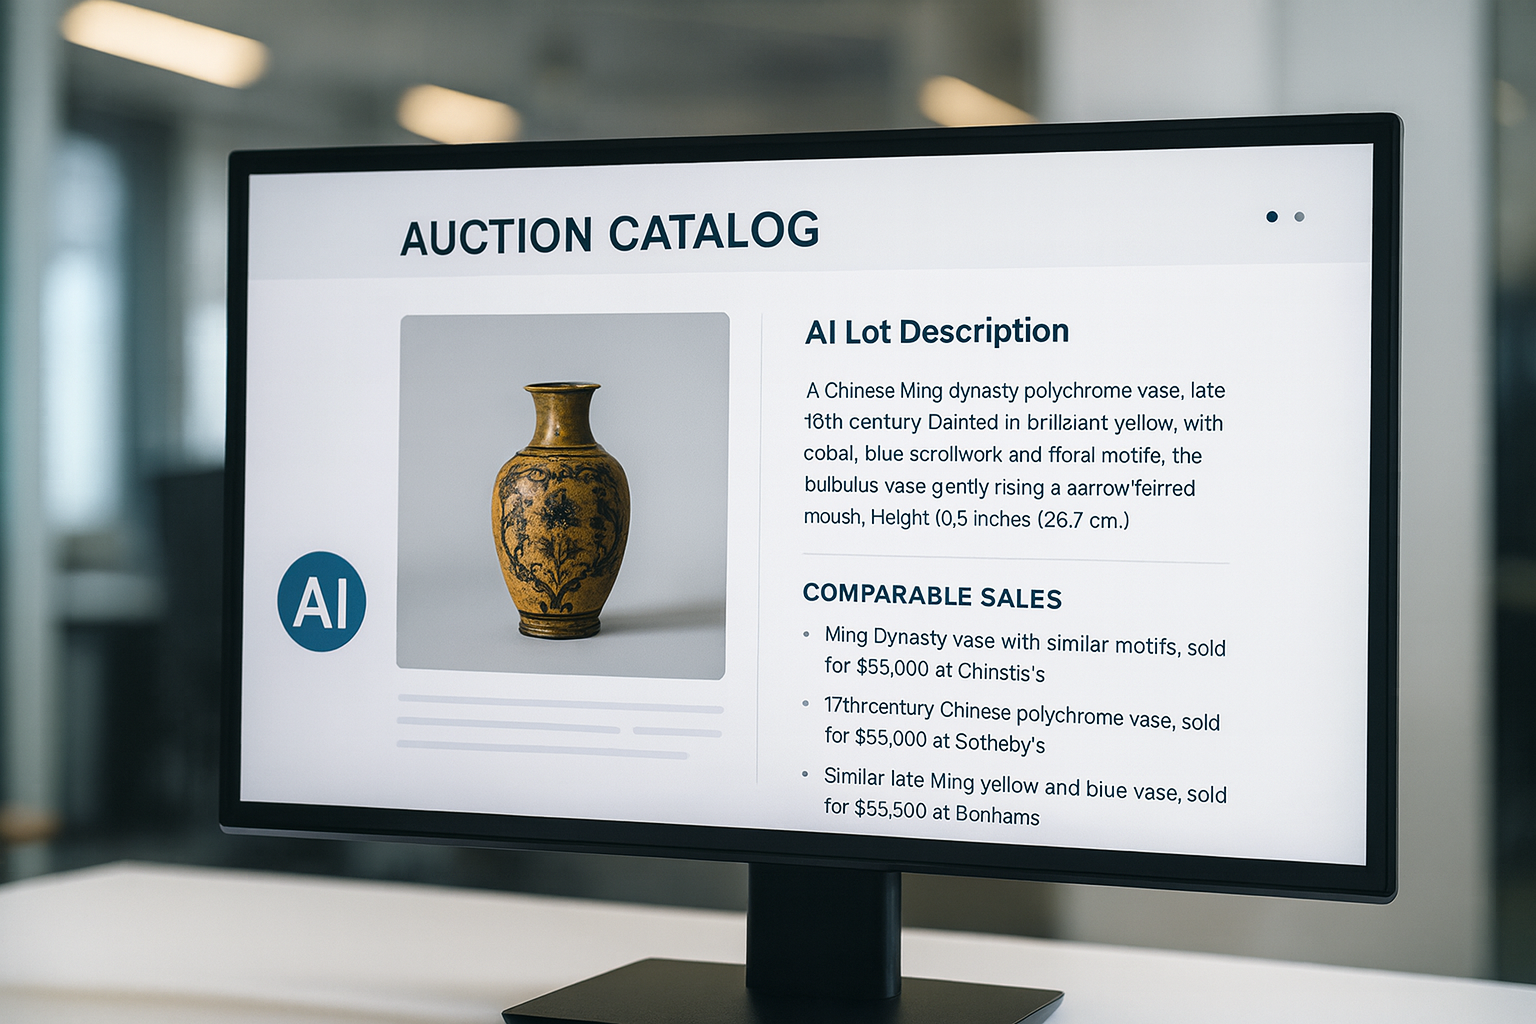 AUCTION CATALOG
AI
AI Lot Description
A Chinese Ming dynasty polychrome vase, late
16th century Dainted in brillziant yellow, with
cobal, blue scrollwork and fforal motife, the
bulbulus vase gently rising a aarrow'feirred
moush, Helght (0,5 inches (26.7 cm.)
COMPARABLE SALES
• Ming Dynasty vase with similar motifs, sold
for $55,000 at Chinstis's
• 17thrcentury Chinese polychrome vase, sold
for $55,000 at Sotheby's
• Similar late Ming yellow and biue vase, sold
for $55,500 at Bonhams